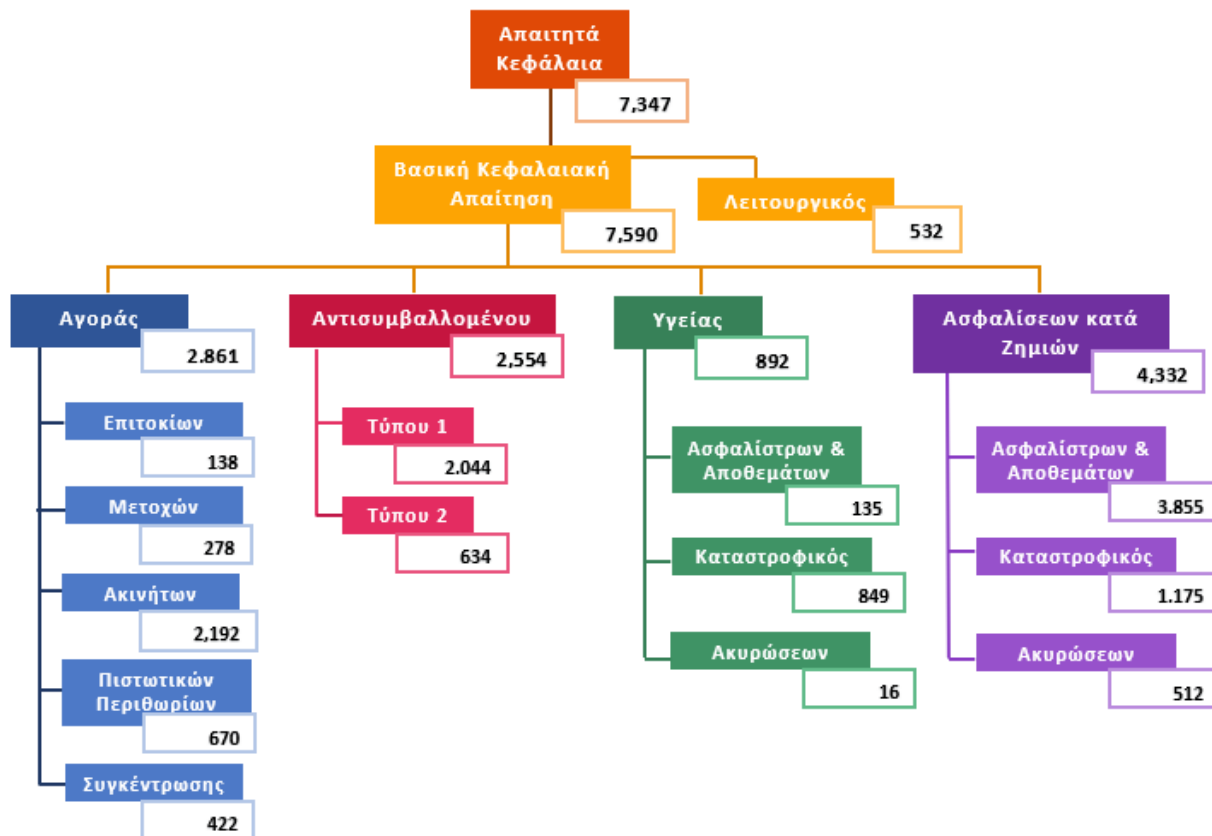 Απαιτητά
Κεφάλαια
7,347
Βασική Κεφαλαιακή
Απαίτηση
7,590
Λειτουργικός
532
Αγοράς
2.861
Επιτοκίων
138
Μετοχών
278
Ακινήτων
2,192
Πιστωτικών
Περιθωρίων
670
Συγκέντρωσης
422
Αντισυμβαλλομένου
2,554
Τύπου 1
2.044
Τύπου 2
634
Υγείας
892
Ασφαλίστρων &
Αποθεμάτων
135
Καταστροφικός
849
Ακυρώσεων
16
Ασφαλίσεων κατά
Ζημιών
4,332
Ασφαλίστρων &
Αποθεμάτων
3.855
Καταστροφικός
1.175
Ακυρώσεων
512